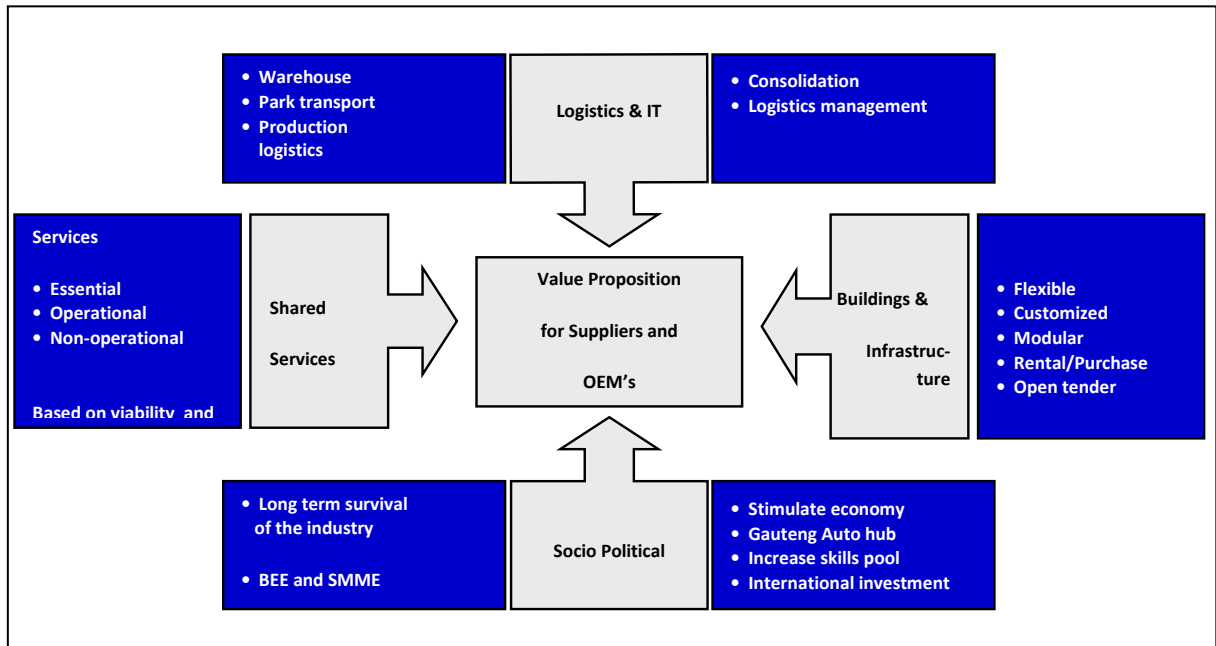 • Warehouse
• Park transport
• Production
logistics
Logistics & IT
• Consolidation
• Logistics management
Services
• Essential
• Operational
• Non-operational
Based on viability and
Shared
Services
Value Proposition
for Suppliers and
OEM’s
Buildings &
Infrastruc-
ture
• Flexible
• Customized
• Modular
• Rental/Purchase
• Open tender
• Long term survival
of the industry
• BEE and SMME
Socio Political
• Stimulate economy
• Gauteng Auto hub
• Increase skills pool
• International investment